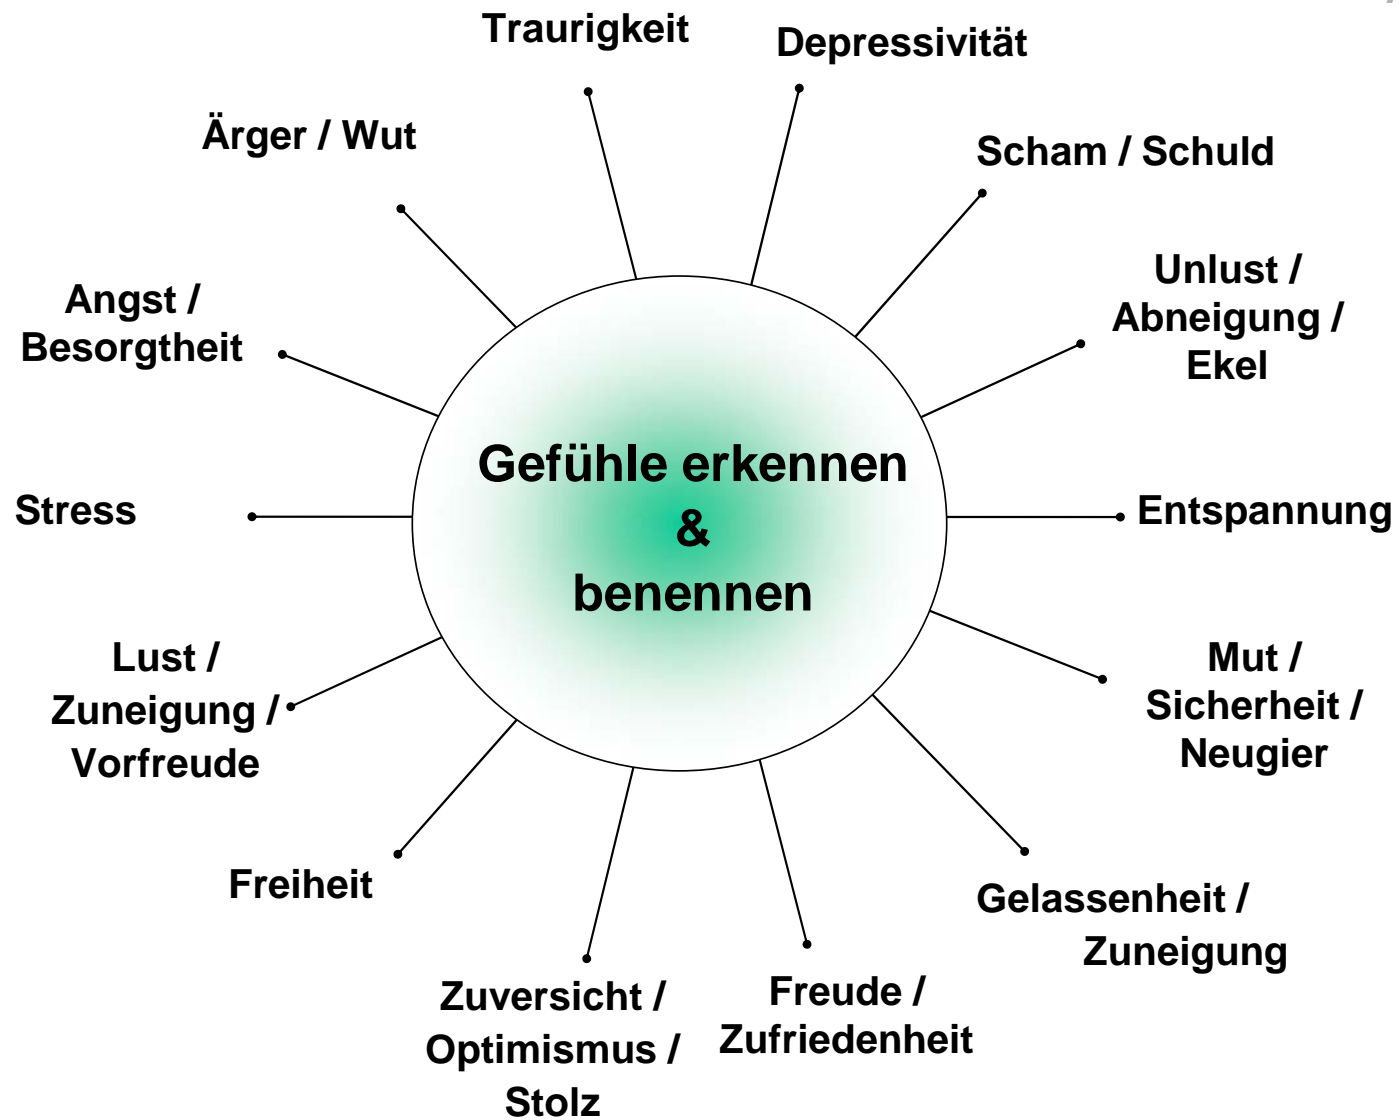 Traurigkeit
Depressivität
Ärger / Wut
Scham / Schuld
Unlust /
Abneigung /
Ekel
Angst /
Besorgtheit
Gefühle erkennen
&
benennen
Stress
Entspannung
Lust /
Zuneigung /
Vorfreude
Mut /
Sicherheit /
Neugier
Freiheit
Gelassenheit /
Zuneigung
Zuversicht /
Optimismus /
Stolz
Freude /
Zufriedenheit